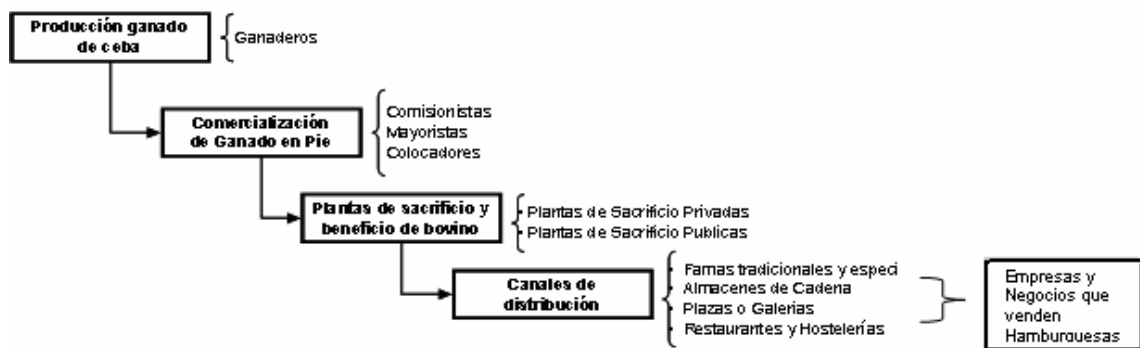 Producción ganado
de ceba
Ganaderos
Comercialización
de Ganado en Pie
Comisionistas
Mayoristas
Colocadores
Plantas de sacrificio y
beneficio de bovino
Plantas de Sacrificio Privadas
Plantas de Sacrificio Publicas
Canales de
distribución
Famas tradicionales y especi
Almacenes de Cadena
Plazas o Galerias
Restaurantes y Hostelerías
Empresas y
Negocios que
venden
Hamburguesas